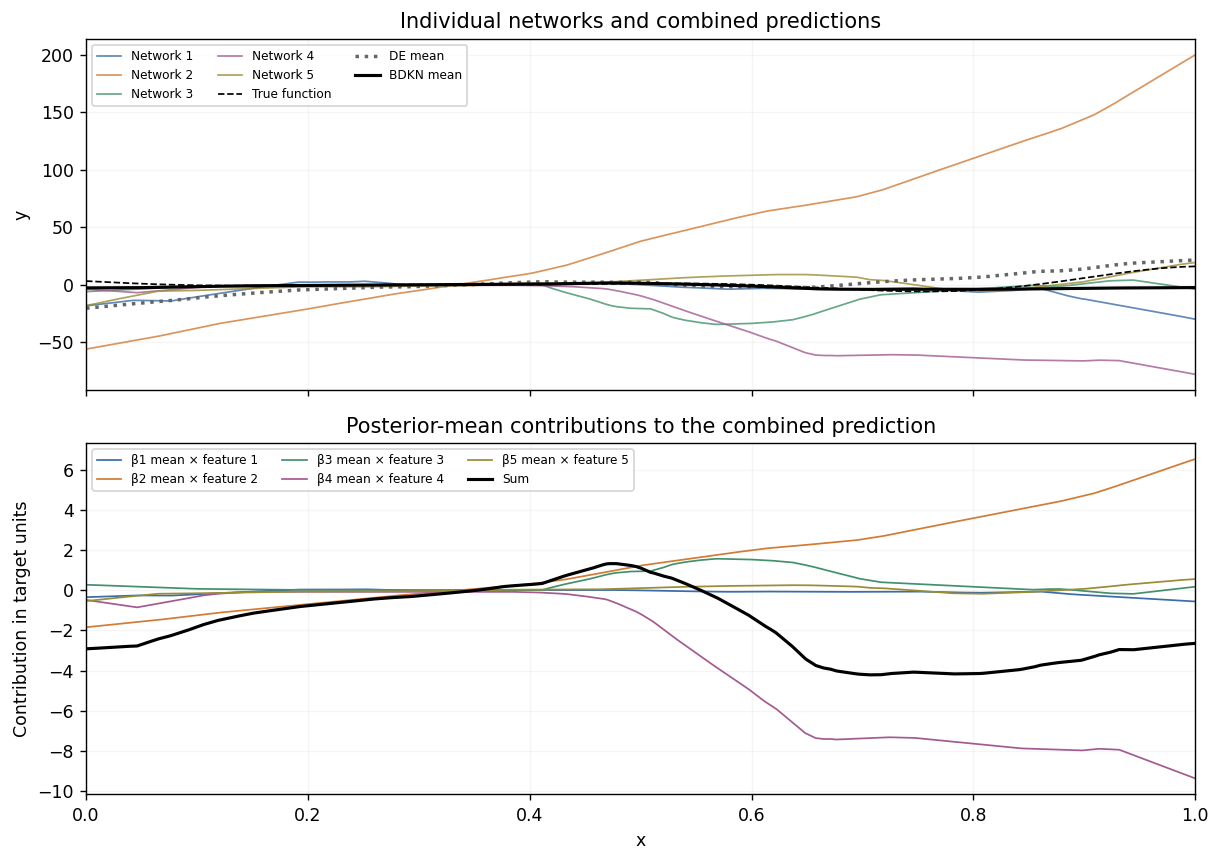 Individual networks and combined predictions
200
150
100
50
0
−50
y
Network 1
Network 2
Network 3
Network 4
Network 5
True function
DE mean
BDKN mean
Posterior-mean contributions to the combined prediction
6
4
2
0
−2
−4
−6
−8
−10
Contribution in target units
β1 mean × feature 1
β2 mean × feature 2
β3 mean × feature 3
β4 mean × feature 4
β5 mean × feature 5
Sum
0.0
0.2
0.4
0.6
0.8
1.0
x